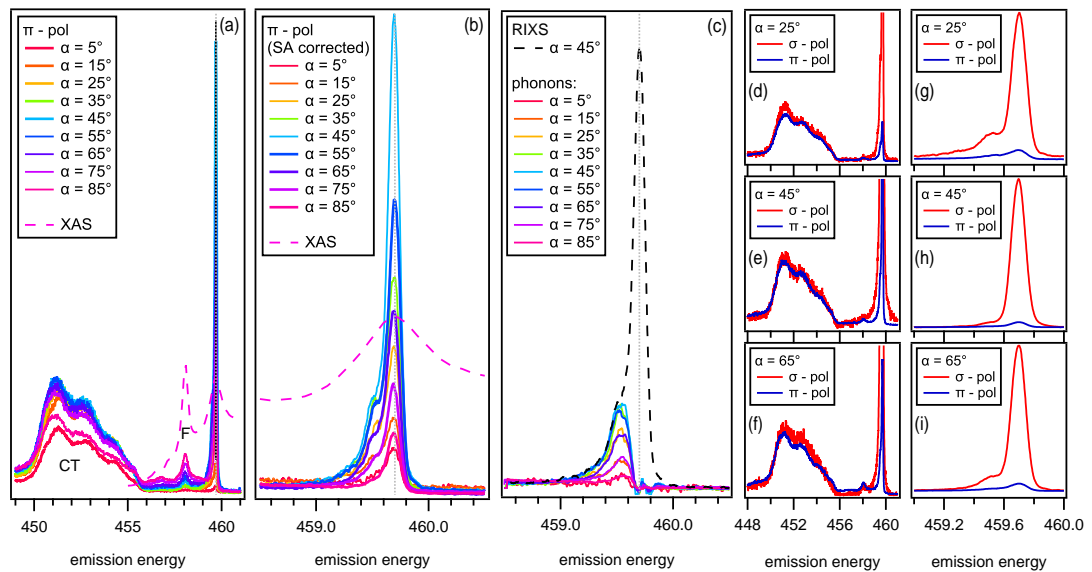 (a)
π - pol
α = 5°
α = 15°
α = 25°
α = 35°
α = 45°
α = 55°
α = 65°
α = 75°
α = 85°
XAS
F
CT
450
455
460
emission energy
(b)
π - pol
(SA corrected)
α = 5°
α = 15°
α = 25°
α = 35°
α = 45°
α = 55°
α = 65°
α = 75°
α = 85°
XAS
459.0
460.0
emission energy
(c)
RIXS
α = 45°
phonons:
α = 5°
α = 15°
α = 25°
α = 35°
α = 45°
α = 55°
α = 65°
α = 75°
α = 85°
459.0
460.0
emission energy
α = 25°
σ - pol
π - pol
(d)
α = 45°
σ - pol
π - pol
(e)
α = 65°
σ - pol
π - pol
(f)
448
452
456
460
emission energy
α = 25°
σ - pol
π - pol
(g)
α = 45°
σ - pol
π - pol
(h)
α = 65°
σ - pol
π - pol
(i)
459.2
459.6
460.0
emission energy